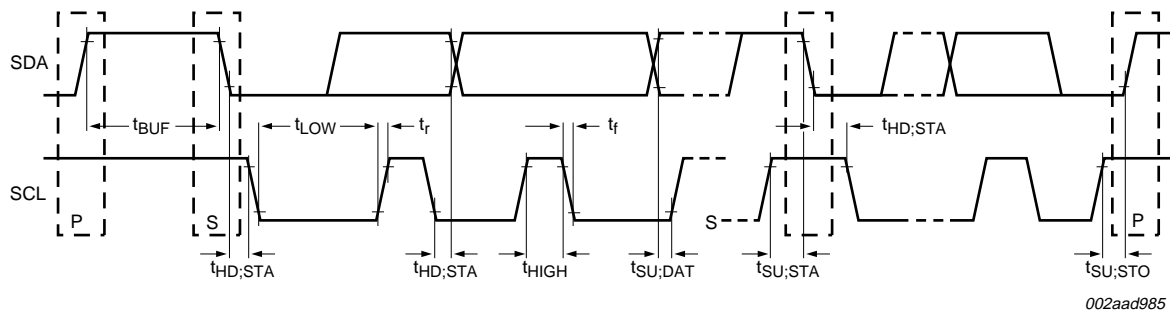 SDA
tBUF tLOW tr tf tHD;STA
SCL
P S S P
tHD;STA tHD;STA tHIGH tSU;DAT tSU;STA tSU;STO
002aad985